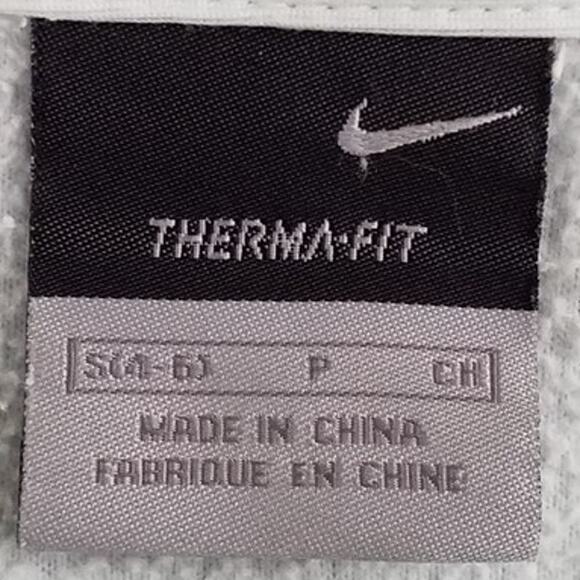 THERMA-FIT
S(4-6) P CH
MADE IN CHINA
FABRIQUE EN CHINE